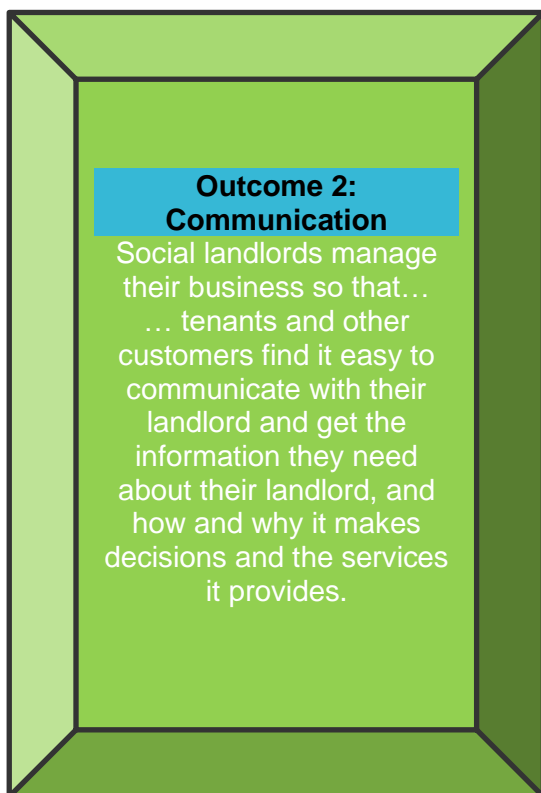 Outcome 2:
Communication
Social landlords manage
their business so that…
… tenants and other
customers find it easy to
communicate with their
landlord and get the
information they need
about their landlord, and
how and why it makes
decisions and the services
it provides.